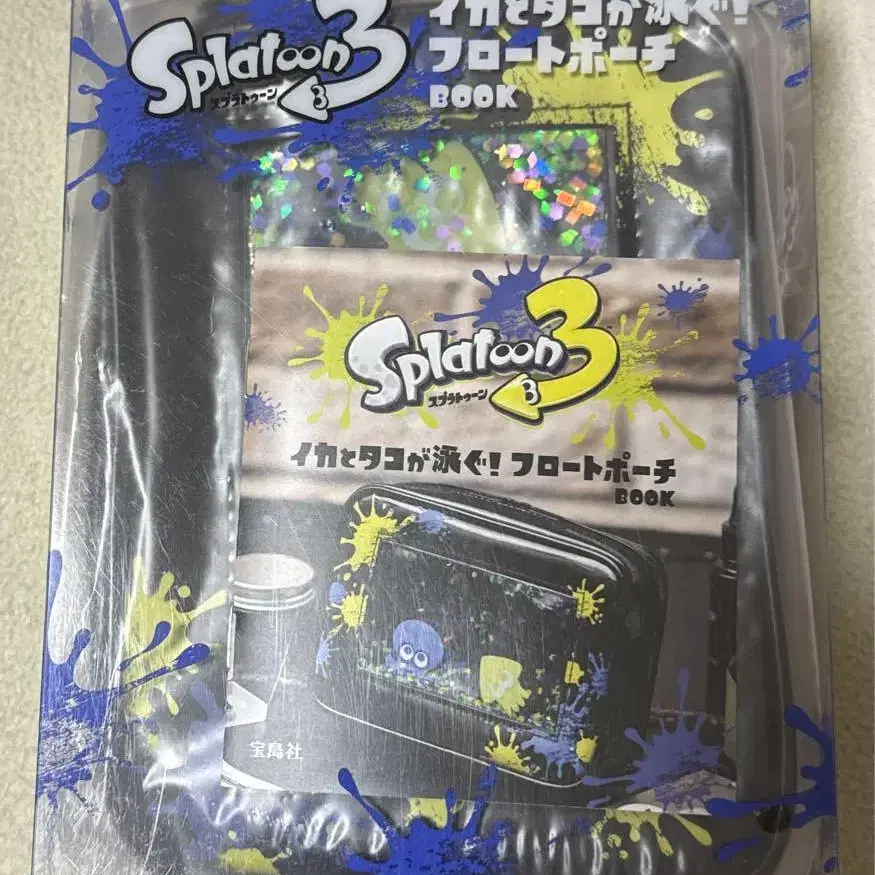 Splatoon3
スプラトゥーン3
イカとタコが泳ぐ!
フロートポーチ
BOOK
Splatoon3
スプラトゥーン3
イカとタコが泳ぐ! フロートポーチ
BOOK
宝島社